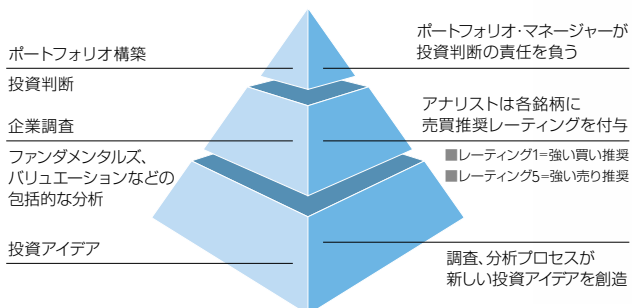 ポートフォリオ構築
投資判断
企業調査
ファンダメンタルズ、
バリュエーションなどの
包括的な分析
投資アイデア
ポートフォリオ・マネージャーが
投資判断の責任を負う
アナリストは各銘柄に
売買推奨レーティングを付与
■レーティング1=強い買い推奨
■レーティング5=強い売り推奨
調査、分析プロセスが
新しい投資アイデアを創造